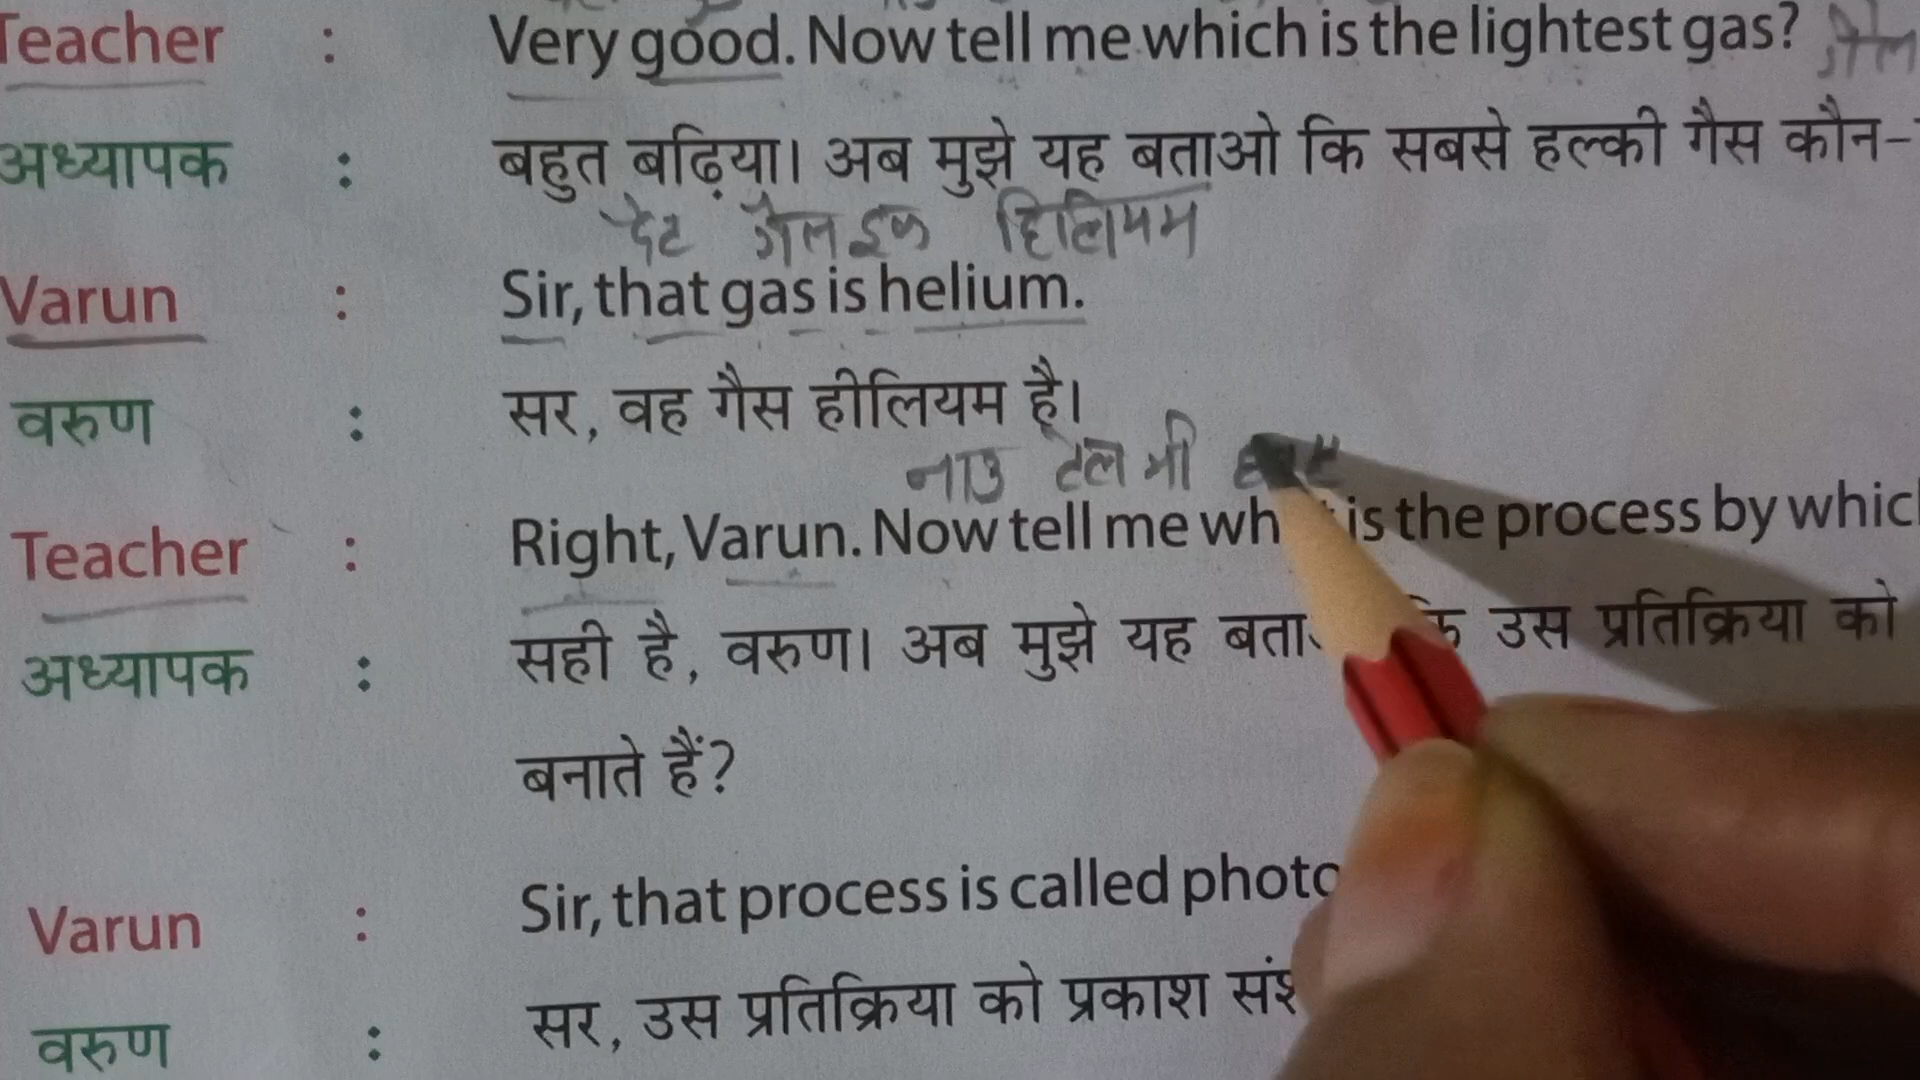 Teacher : Very good. Now tell me which is the lightest gas?
अध्यापक : बहुत बढ़िया। अब मुझे यह बताओ कि सबसे हल्की गैस कौन-
देट गैस इज हिलियम
Varun : Sir, that gas is helium.
वरुण : सर, वह गैस हीलियम है।
नाउ टेल मी
Teacher : Right, Varun. Now tell me wh is the process by which
अध्यापक : सही है, वरुण। अब मुझे यह उस प्रतिक्रिया को
बनाते हैं?
Varun : Sir, that process is called photo
वरुण : सर, उस प्रतिक्रिया को प्रकाश